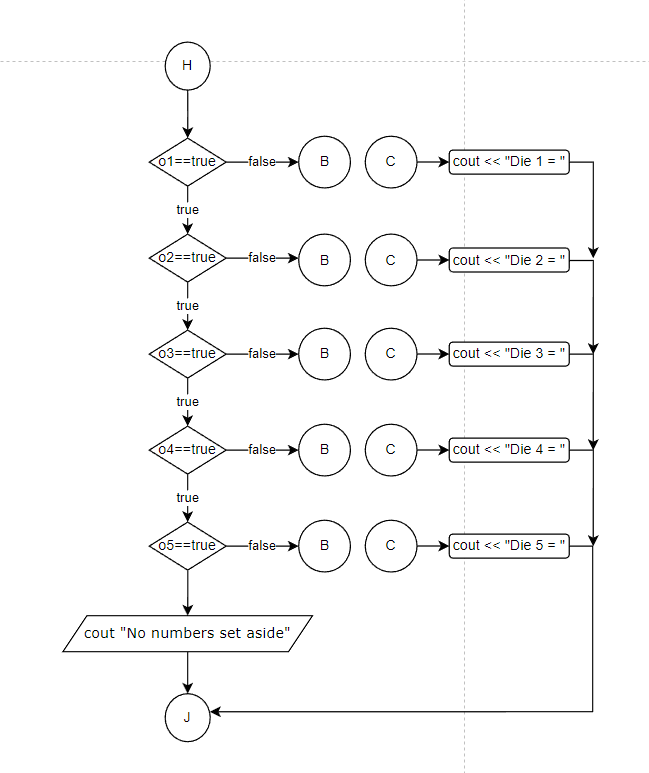 H
o1==true
false
B
C
cout << "Die 1 = "
true
o2==true
false
B
C
cout << "Die 2 = "
true
o3==true
false
B
C
cout << "Die 3 = "
true
o4==true
false
B
C
cout << "Die 4 = "
true
o5==true
false
B
C
cout << "Die 5 = "
cout "No numbers set aside"
J